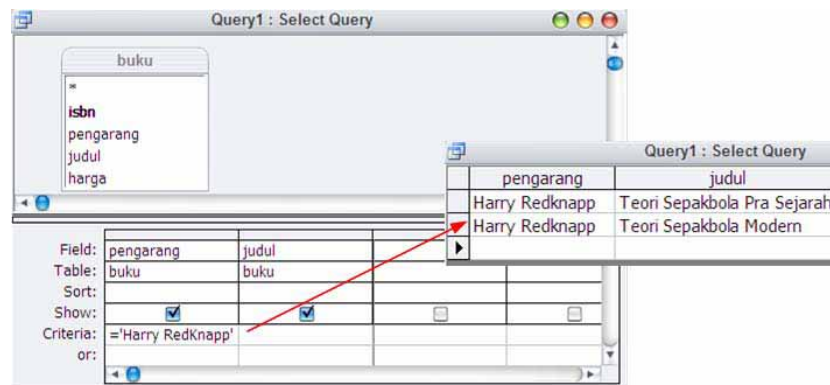 Query1 : Select Query
buku
*
isbn
pengarang
judul
harga
Query1 : Select Query
pengarang judul
Harry Redknapp Teori Sepakbola Pra Sejarah
Harry Redknapp Teori Sepakbola Modern
Field: pengarang judul
Table: buku buku
Sort:
Show:
Criteria: ='Harry RedKnapp'
or: